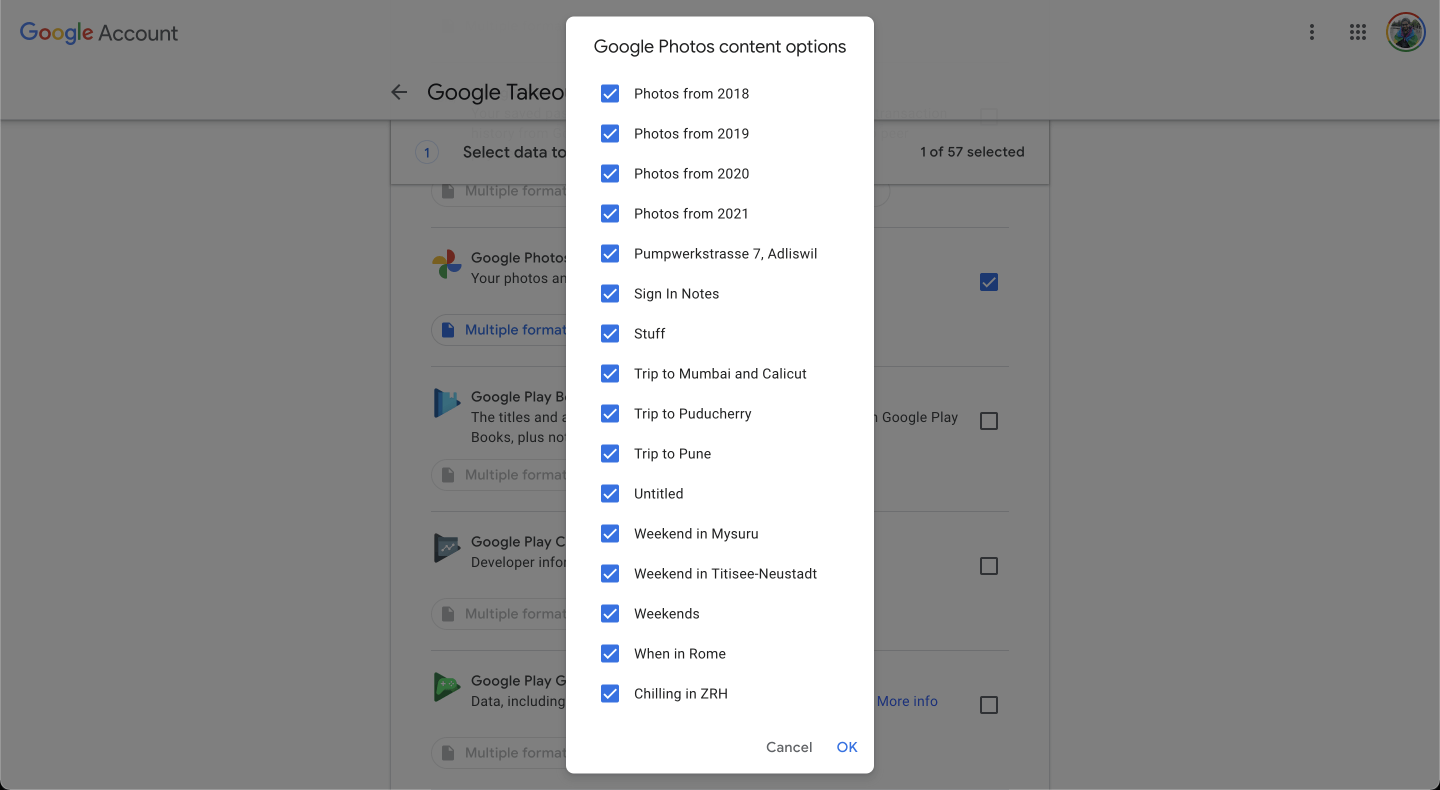 Google Account
Google Photos content options
Google Takeo
1
Select data to
1 of 57 selected
Multiple format
Google Photos
Your photos an
Multiple format
Google Play B
The titles and a
n Google Play
Books, plus not
Multiple format
Google Play C
Developer infor
Multiple format
Google Play G
Data, including
More info
Multiple format
Photos from 2018
Photos from 2019
Photos from 2020
Photos from 2021
Pumpwerkstrasse 7, Adliswil
Sign In Notes
Stuff
Trip to Mumbai and Calicut
Trip to Puducherry
Trip to Pune
Untitled
Weekend in Mysuru
Weekend in Titisee-Neustadt
Weekends
When in Rome
Chilling in ZRH
Cancel
OK